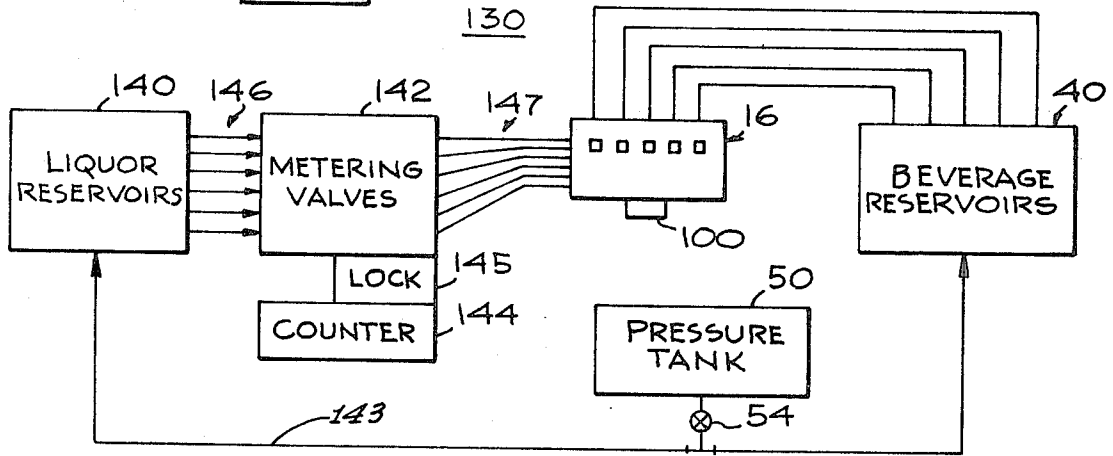 130
140
146
142
147
16
40
LIQUOR
RESERVOIRS
METERING
VALVES
BEVERAGE
RESERVOIRS
100
LOCK
145
COUNTER
144
50
PRESSURE
TANK
54
143